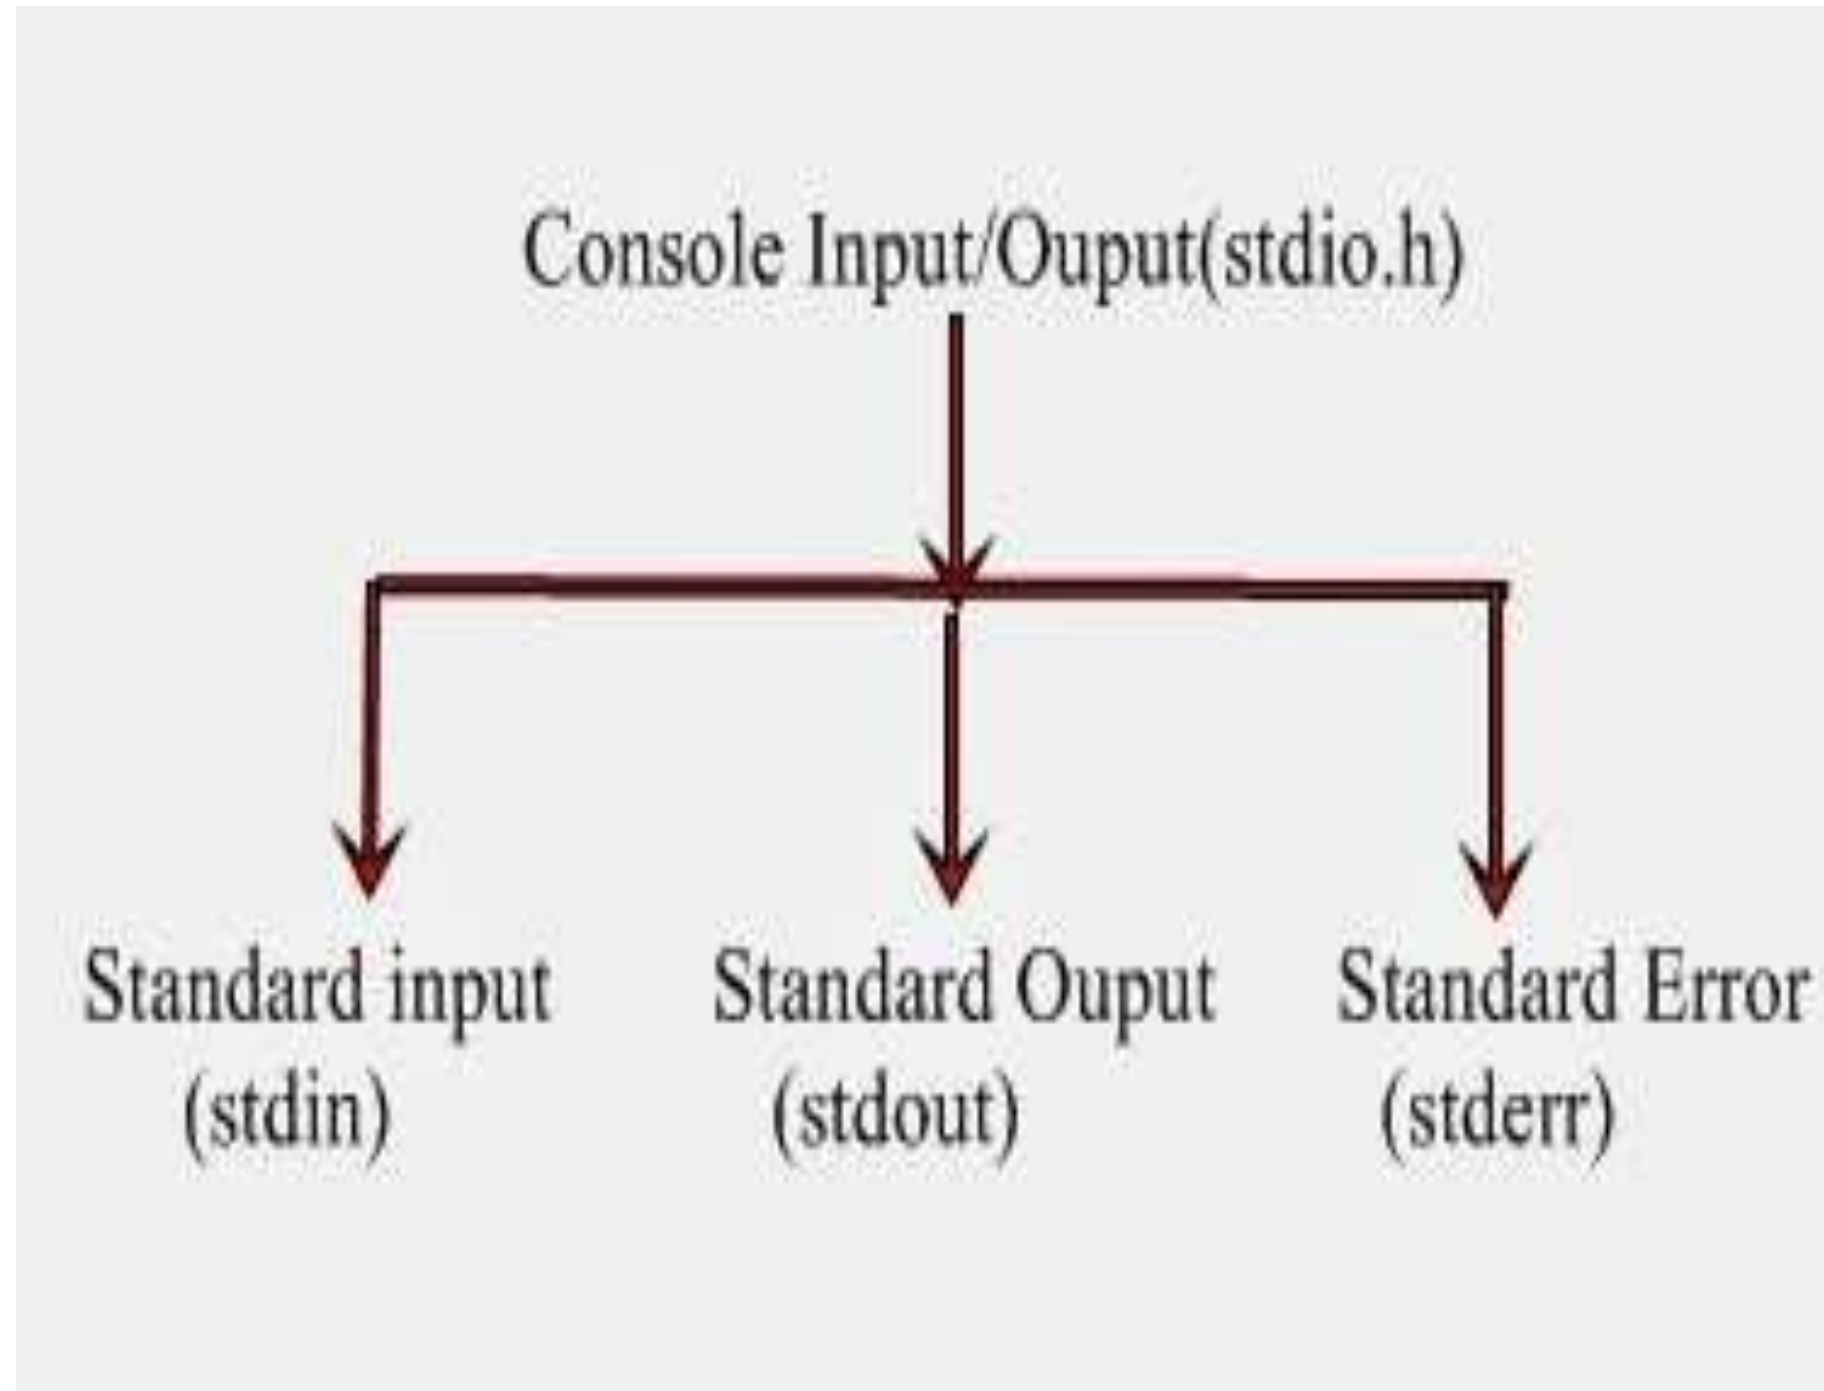 Console Input/Ouput(stdio.h)
Standard input
(stdin)
Standard Ouput
(stdout)
Standard Error
(stderr)